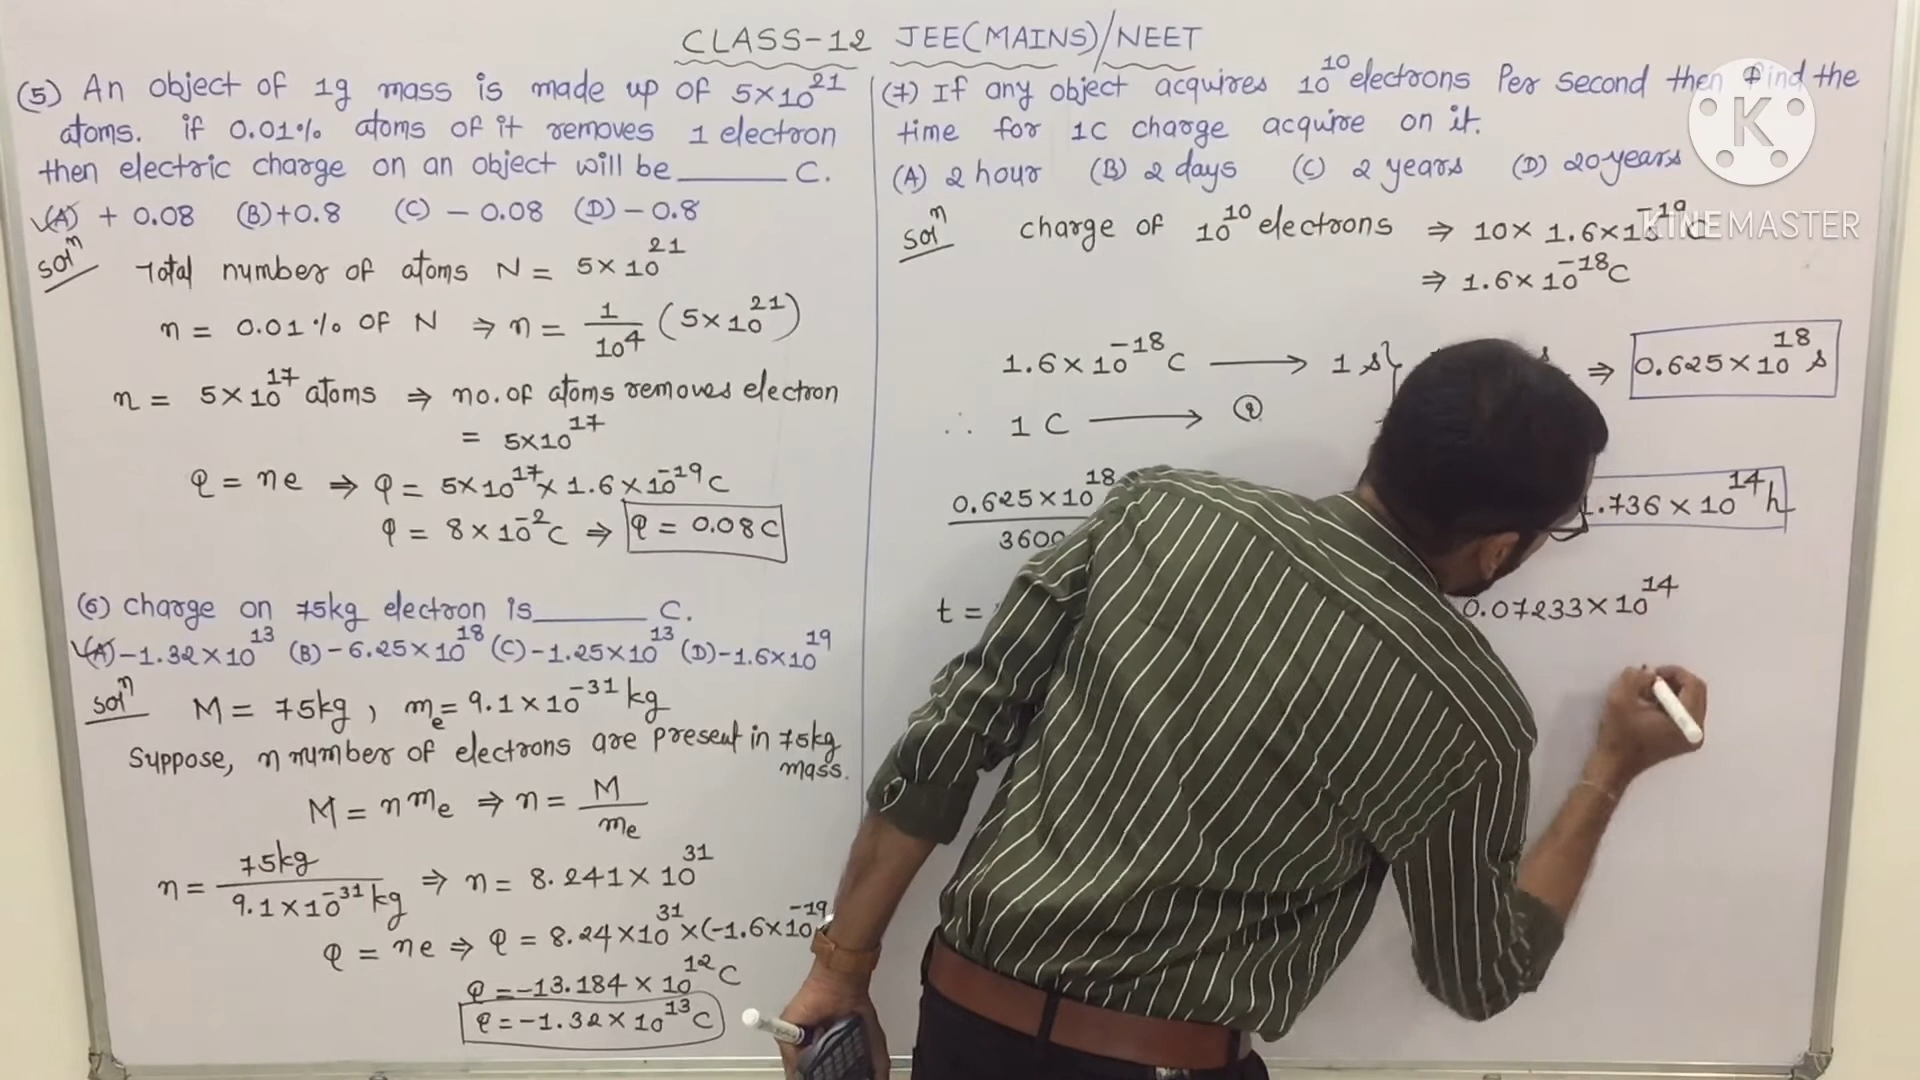 CLASS-12 JEE(MAINS)/NEET
(5) An object of 1g mass is made up of 5×10²¹
atoms. if 0.01% atoms of it removes 1 electron
then electric charge on an object will be ______ C.
(A) + 0.08 (B)+0.8 (C) - 0.08 (D) - 0.8
Solⁿ
Total number of atoms N = 5×10²¹
n = 0.01% of N ⇒ n = 1/10⁴ (5×10²¹)
n = 5×10¹⁷ atoms ⇒ no. of atoms removes electron
= 5×10¹⁷
Q = ne ⇒ Q = 5×10¹⁷ × 1.6×10⁻¹⁹C
Q = 8×10⁻²C ⇒ Q = 0.08C
(6) Charge on 75kg electron is ______ C.
(A) -1.32×10¹³ (B) -6.25×10¹⁸ (C) -1.25×10¹³ (D) -1.6×10¹⁹
Solⁿ
M = 75kg, mₑ = 9.1×10⁻³¹ kg
Suppose, n number of electrons are present in 75kg
mass.
M = n mₑ ⇒ n = M/mₑ
n = 75kg/9.1×10⁻³¹kg ⇒ n = 8.241×10³¹
Q = ne ⇒ Q = 8.24×10³¹×(-1.6×10⁻¹⁹
Q = -13.184×10¹²C
Q = -1.32×10¹³C
(7) If any object acquires 10¹⁰ electrons Per second then find the
time for 1C charge acquire on it.
(A) 2 hour (B) 2 days (C) 2 years (D) 20 years
Solⁿ
charge of 10¹⁰ electrons ⇒ 10× 1.6×10⁻¹⁹C
⇒ 1.6×10⁻¹⁸C
1.6×10⁻¹⁸C → 1 s
⇒ 0.625×10¹⁸ s
∴ 1 C → ?
0.625×10¹⁸/3600
1.736×10¹⁴ h
t =
0.07233×10¹⁴
K
KINEMASTER